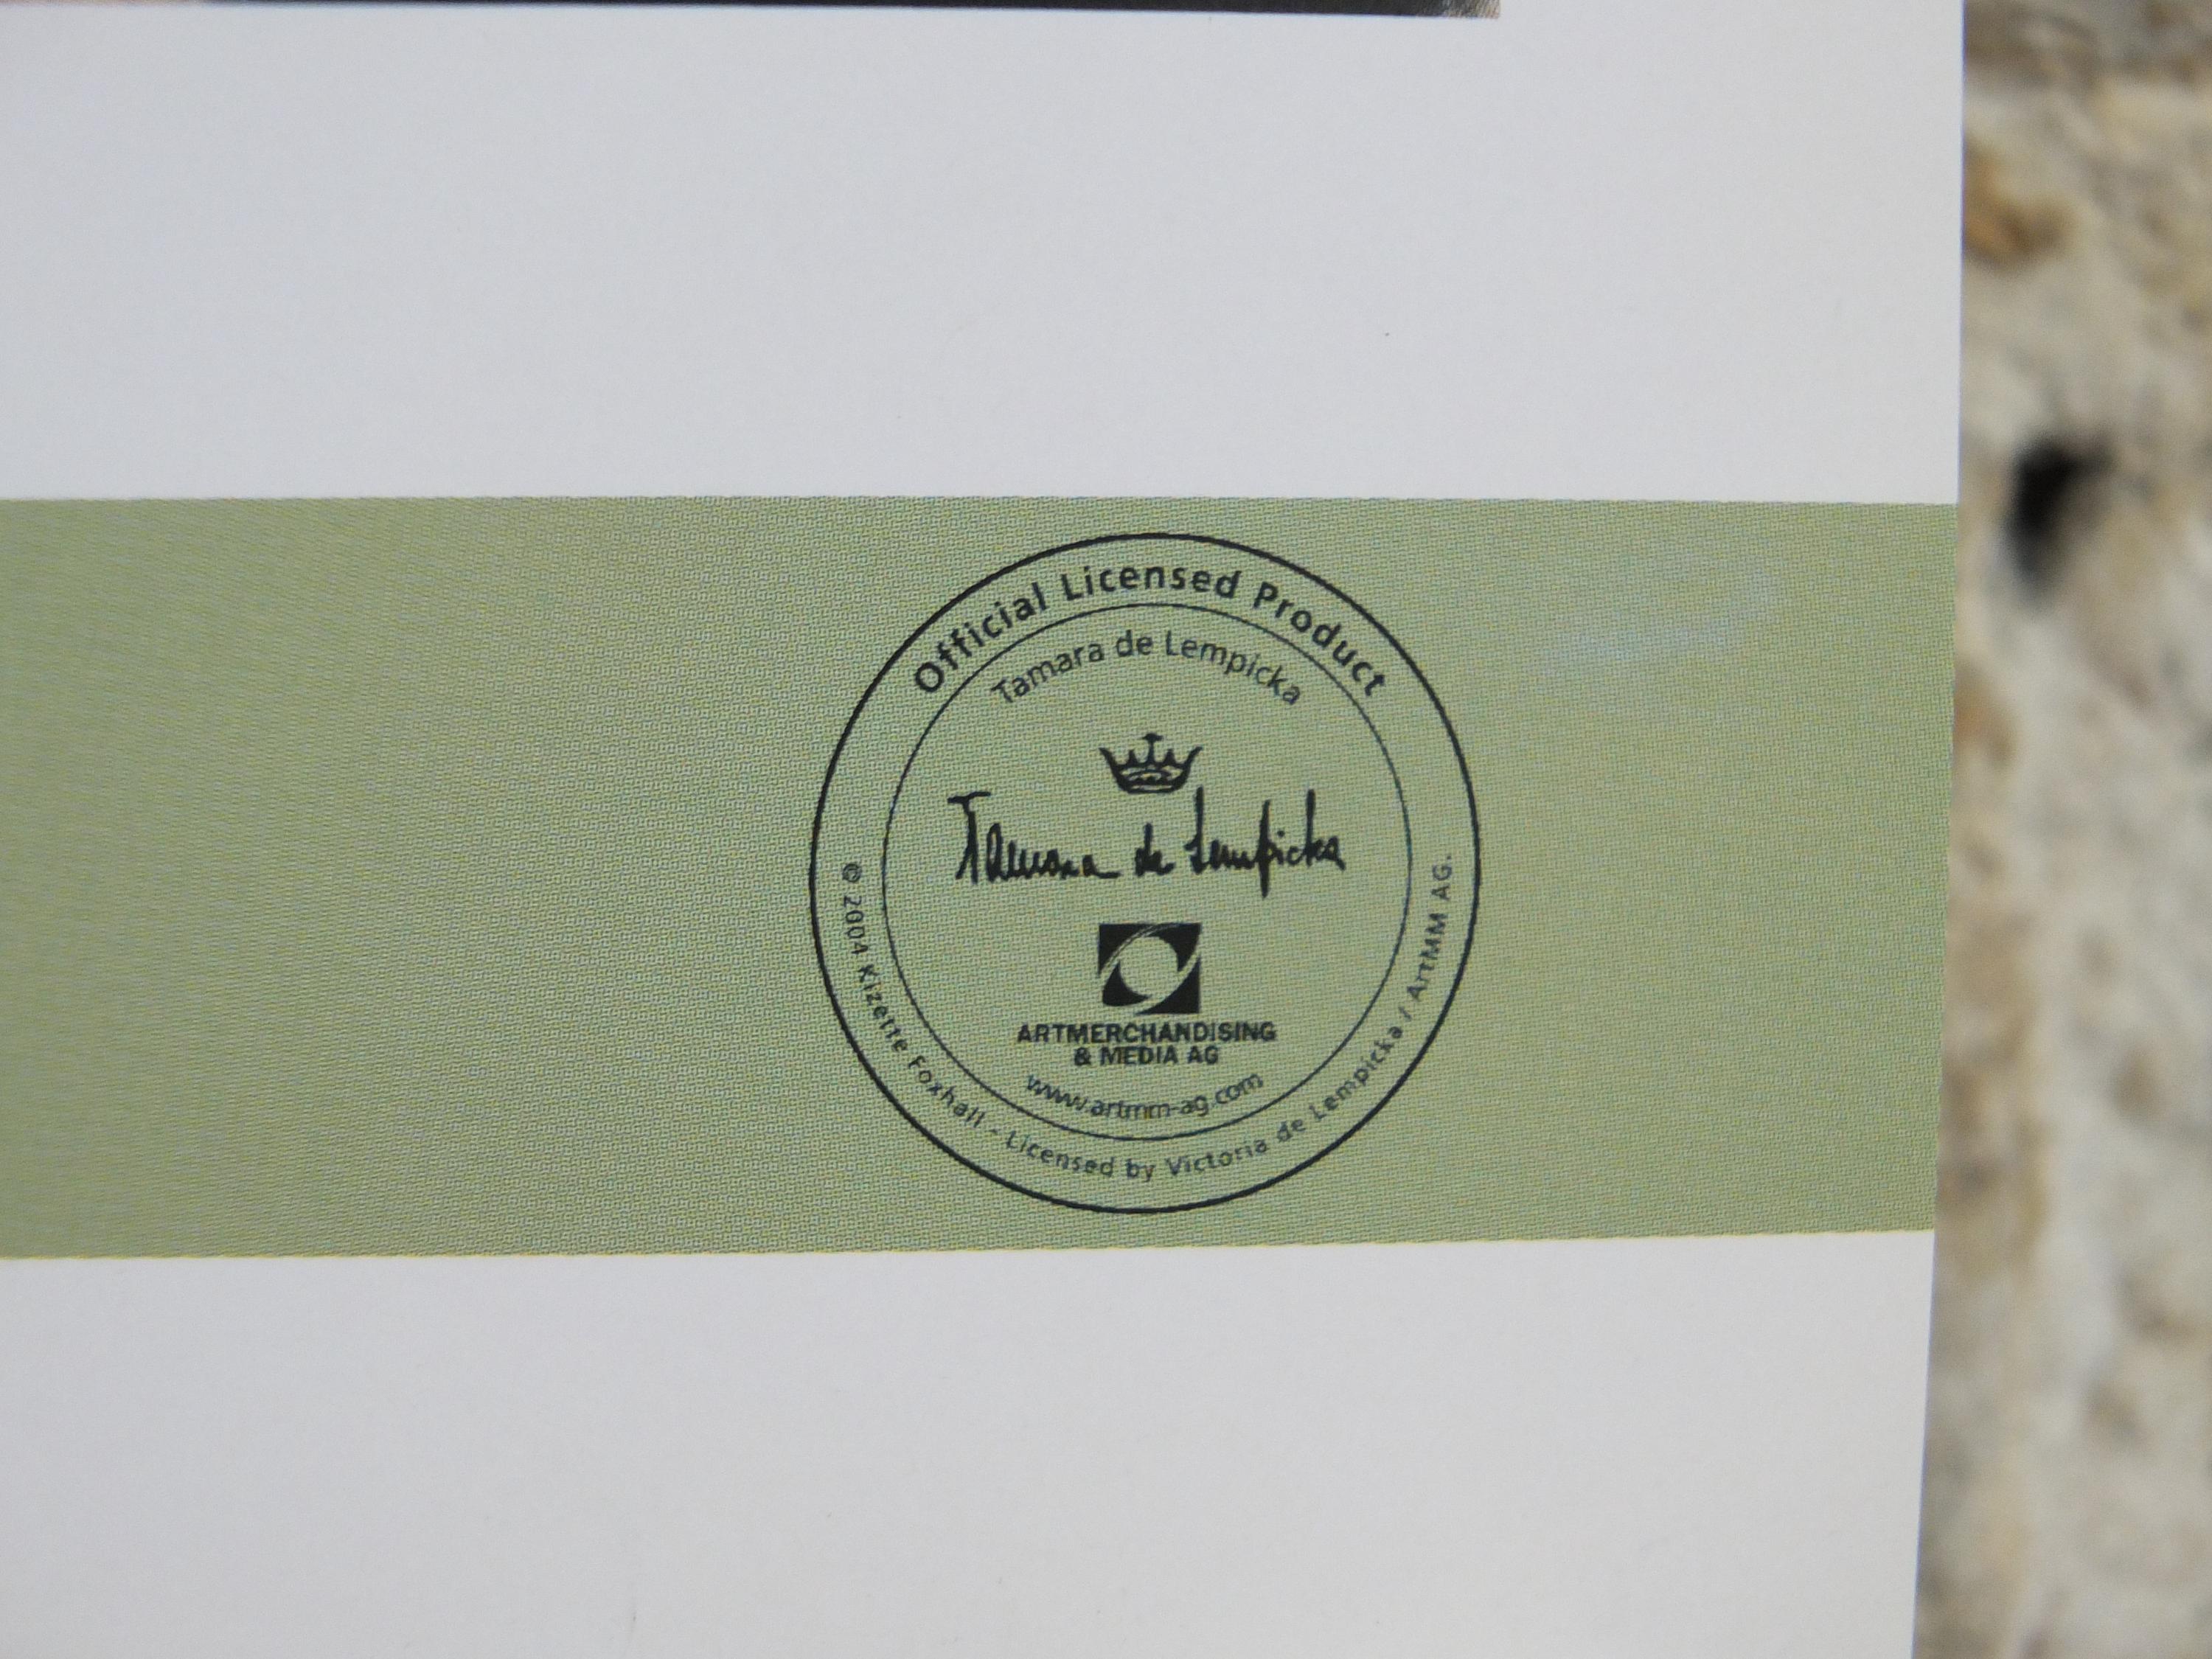 Official Licensed Product
Tamara de Lempicka
Tamara de Lempicka
ARTMERCHANDISING
& MEDIA AG
www.artmm-ag.com
© 2004 Kizette Foxhall - Licensed by Victoria de Lempicka / ArtMM AG.